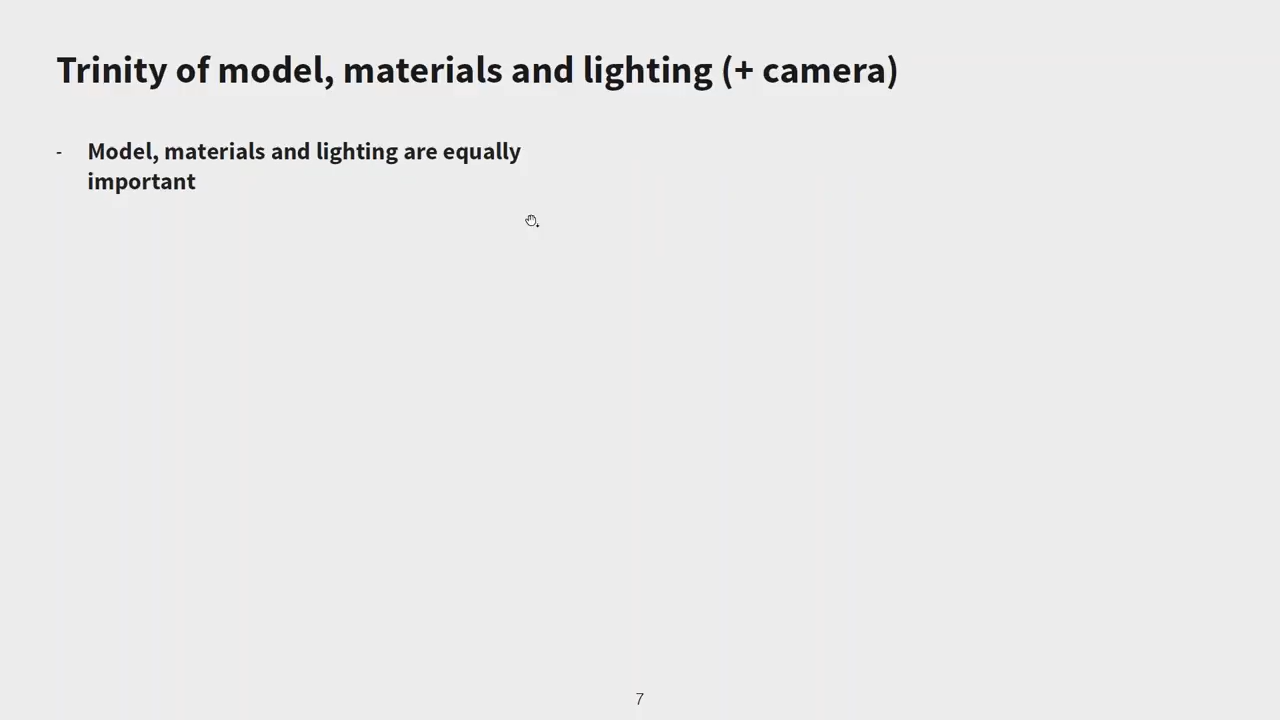 Trinity of model, materials and lighting (+ camera)
- Model, materials and lighting are equally
important
7